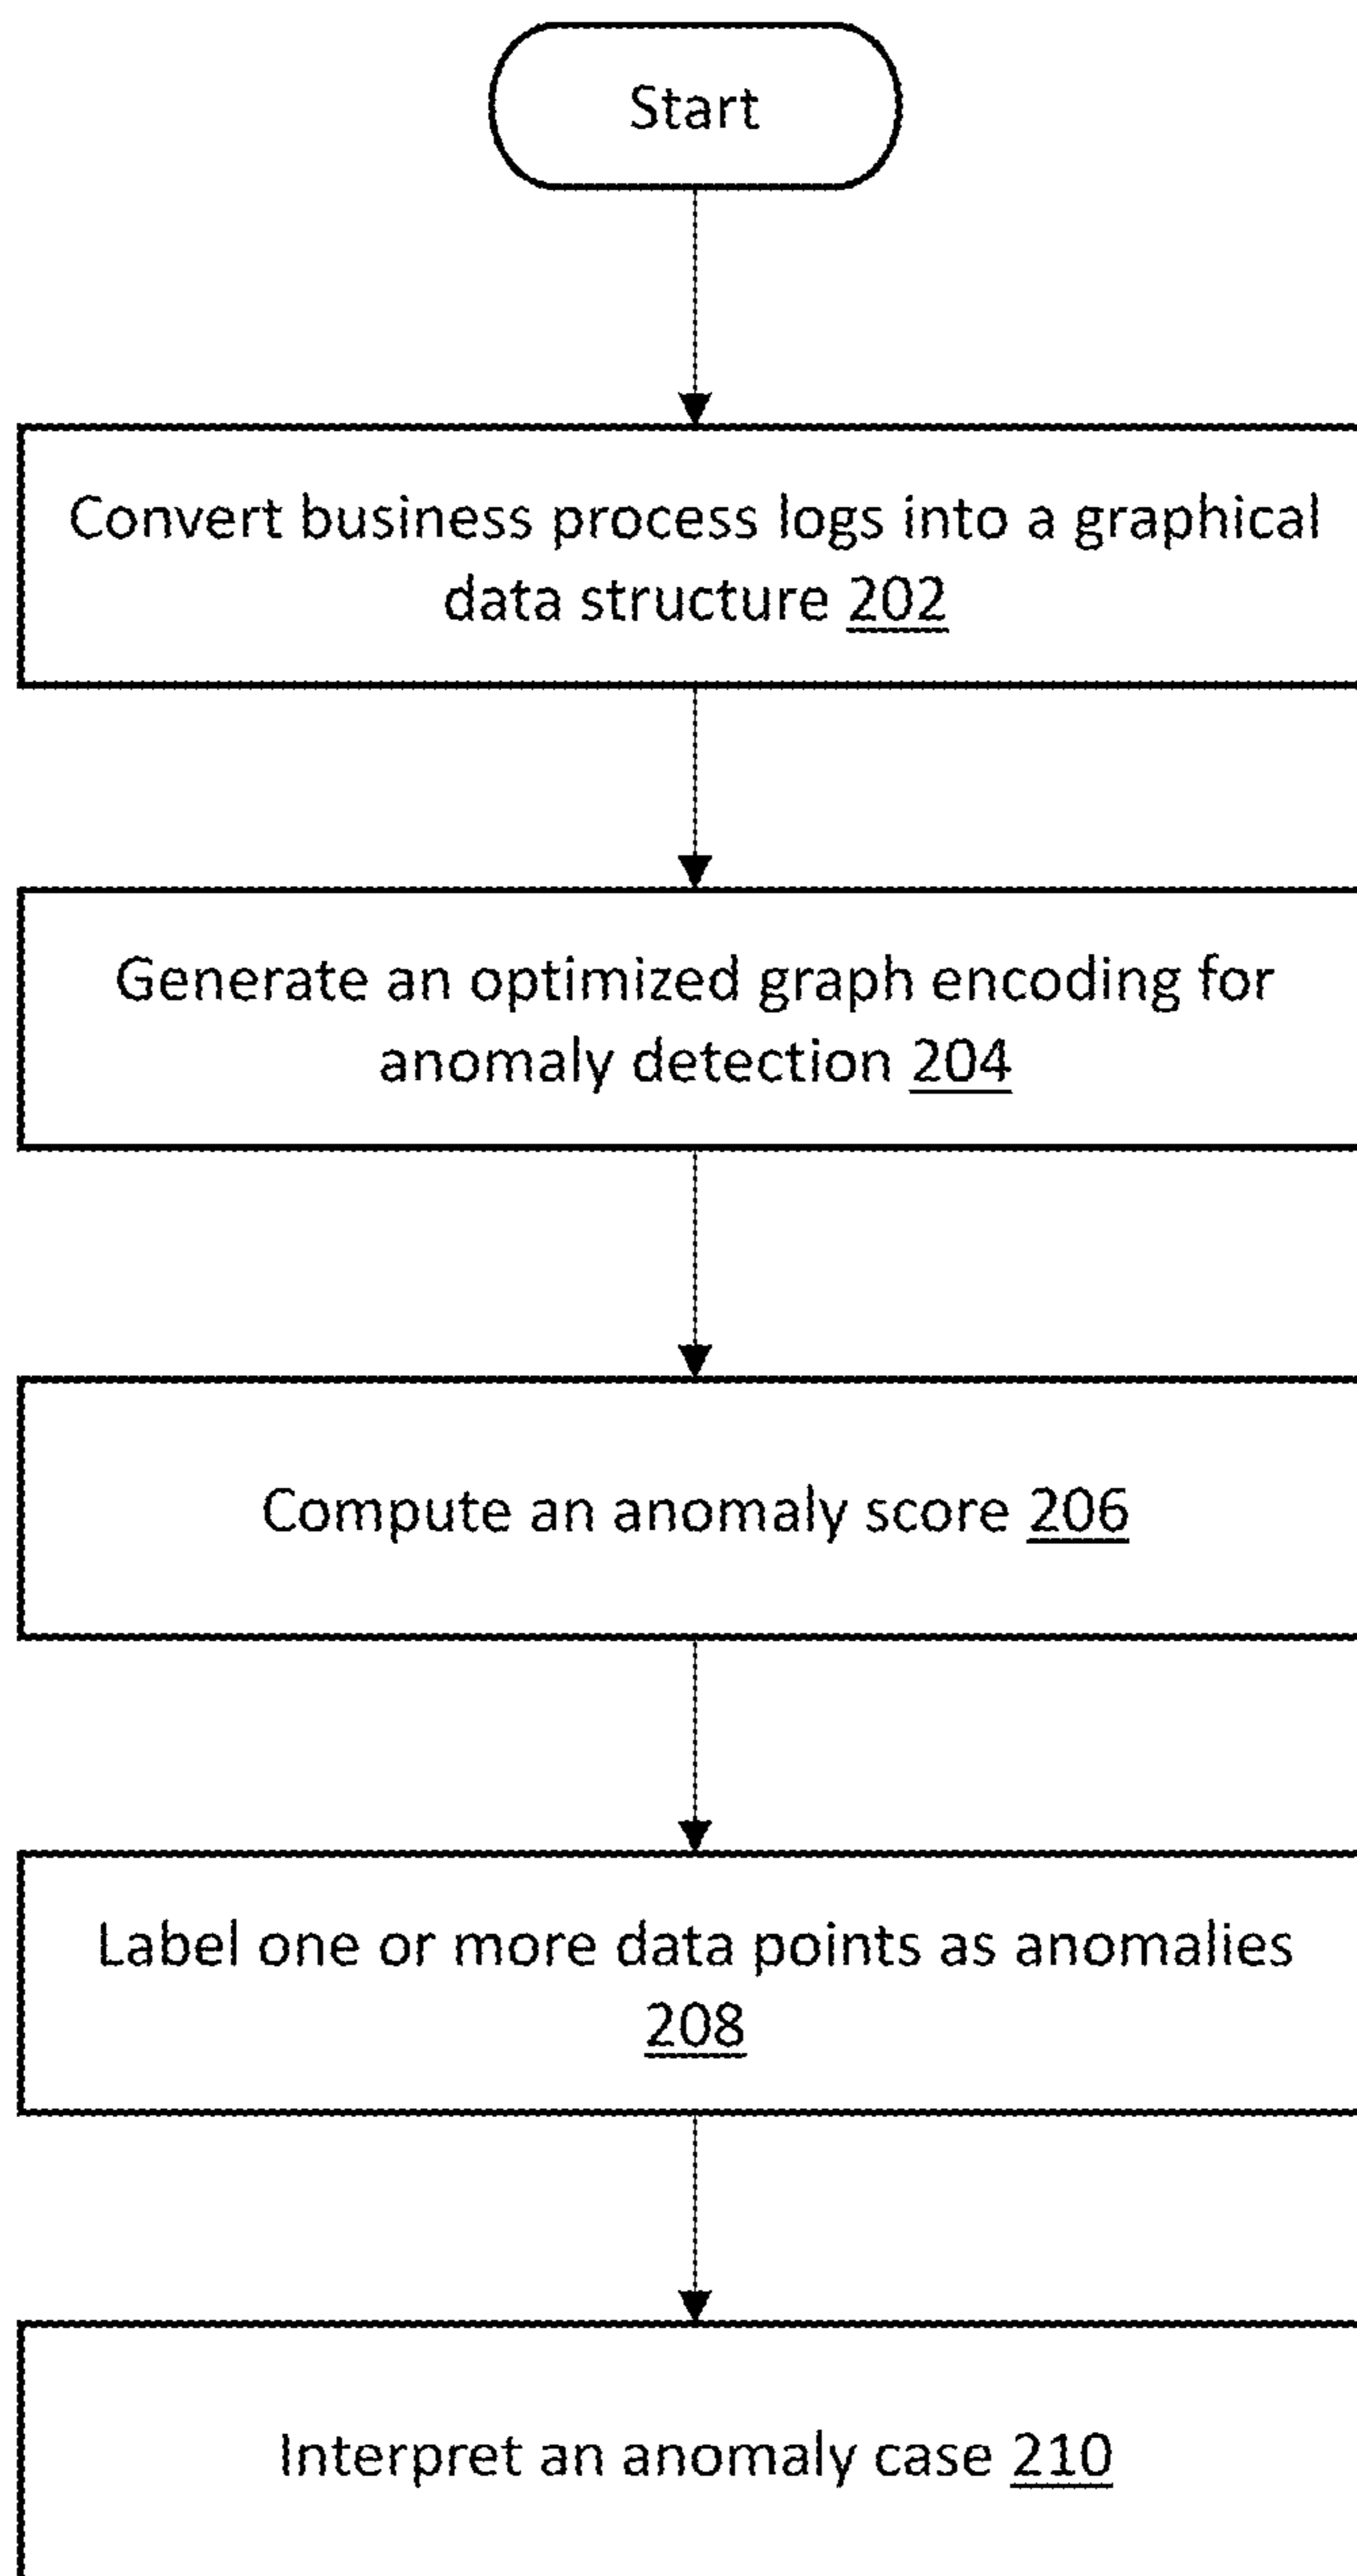 Start
Convert business process logs into a graphical
data structure 202
Generate an optimized graph encoding for
anomaly detection 204
Compute an anomaly score 206
Label one or more data points as anomalies
208
Interpret an anomaly case 210